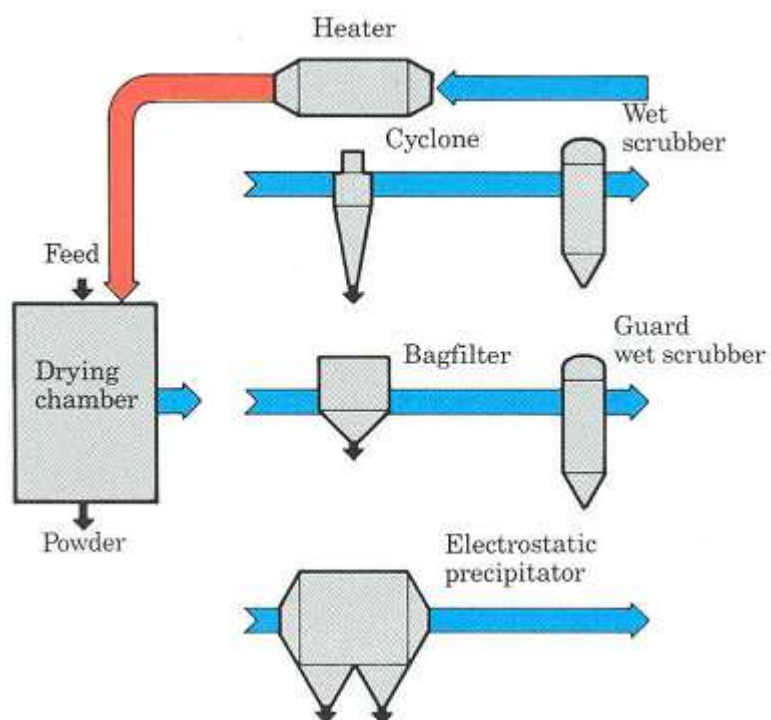 Heater
Wet
scrubber
Cyclone
Feed
Drying
chamber
Powder
Bagfilter
Guard
wet scrubber
Electrostatic
precipitator